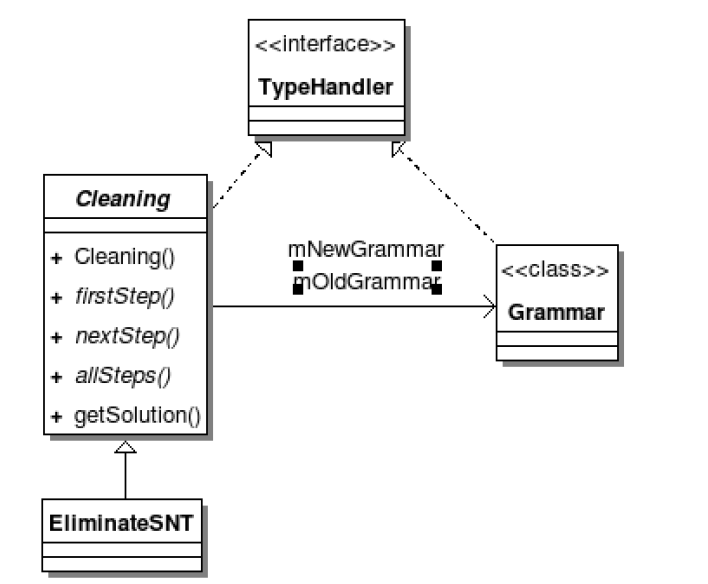 <<interface>>
TypeHandler
Cleaning
+ Cleaning()
+ firstStep()
+ nextStep()
+ allSteps()
+ getSolution()
mNewGrammar
mOldGrammar
<<class>>
Grammar
EliminateSNT